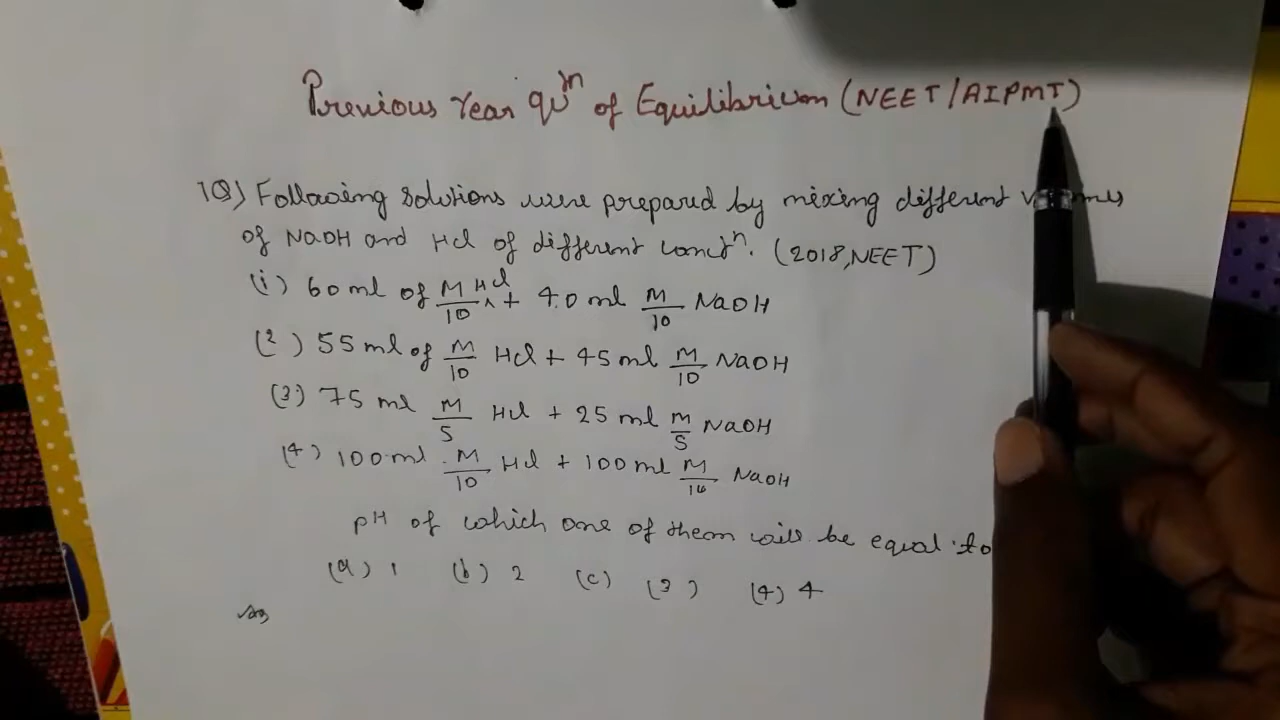 Previous Year quⁿ of Equilibrium (NEET/AIPMT)
1Q) Following solutions were prepared by mixing different
of NaOH and Hcl of different concⁿ. (2018,NEET)
(i) 60 ml of M/10 Hcl + 40 ml M/10 NaOH
(2) 55 ml of M/10 Hcl + 45 ml M/10 NaOH
(3) 75 ml M/5 Hcl + 25 ml M/5 NaOH
(4) 100 ml M/10 Hcl + 100 ml M/10 NaOH
pH of which one of them will be equal to
(a) 1 (b) 2 (c) (3) (4) 4
Ans